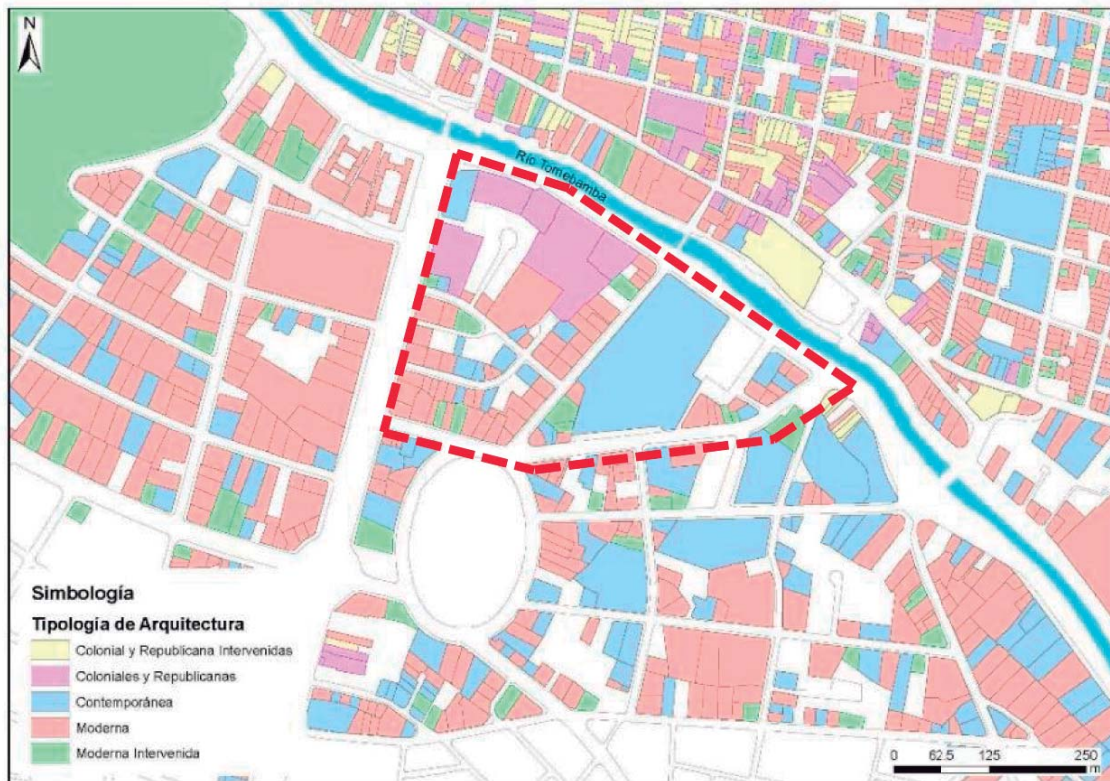 N
Río Tomebamba
Simbología
Tipología de Arquitectura
Colonial y Republicana Intervenidas
Coloniales y Republicanas
Contemporánea
Moderna
Moderna Intervenida
0 62.5 125 250
m